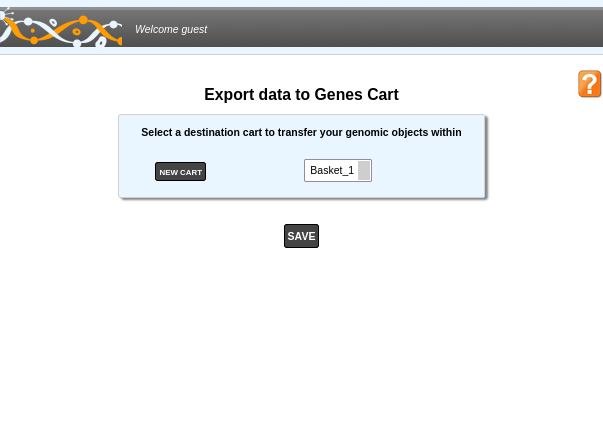 Welcome guest
?
Export data to Genes Cart
Select a destination cart to transfer your genomic objects within
NEW CART
Basket_1
SAVE